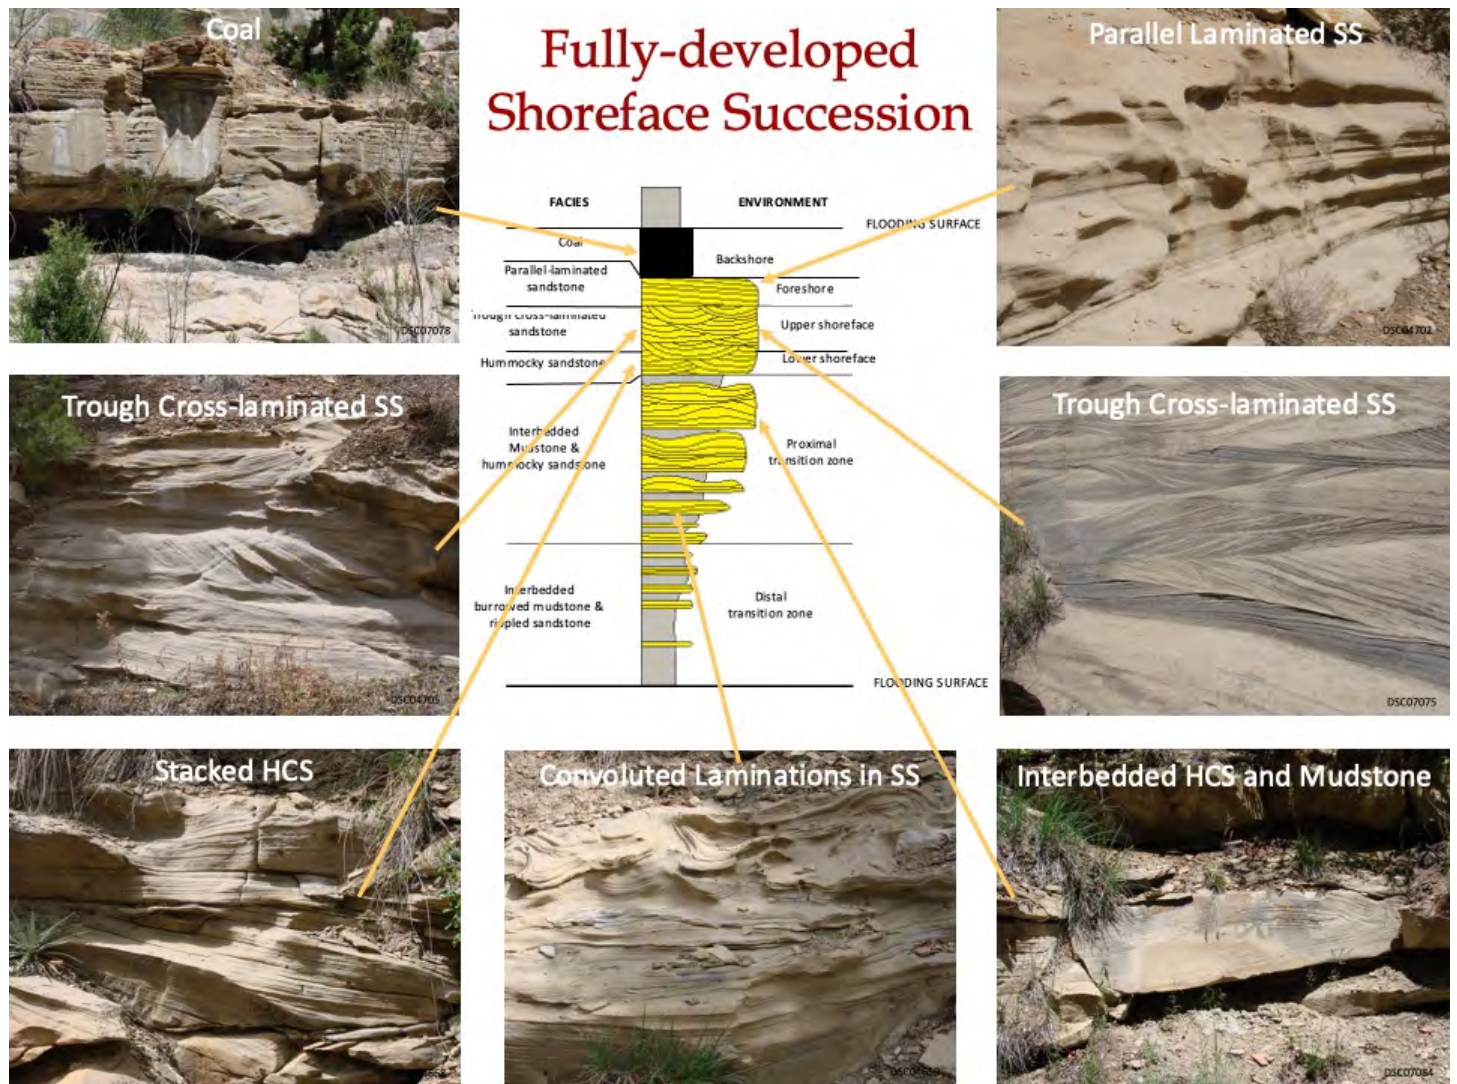 Coal
Fully-developed
Shoreface Succession
Parallel Laminated SS
FACIES
ENVIRONMENT
FLOODING SURFACE
Coal
Backshore
Parallel-laminated
sandstone
Foreshore
Trough cross-laminated
sandstone
Upper shoreface
Hummocky sandstone
Lower shoreface
DSC07078
DSC04702
Trough Cross-laminated SS
Trough Cross-laminated SS
Interbedded
Mudstone &
hummocky sandstone
Proximal
transition zone
Interbedded
burrowed mudstone &
rippled sandstone
Distal
transition zone
FLOODING SURFACE
DSC04705
DSC07075
Stacked HCS
Convoluted Laminations in SS
Interbedded HCS and Mudstone
DSC07084